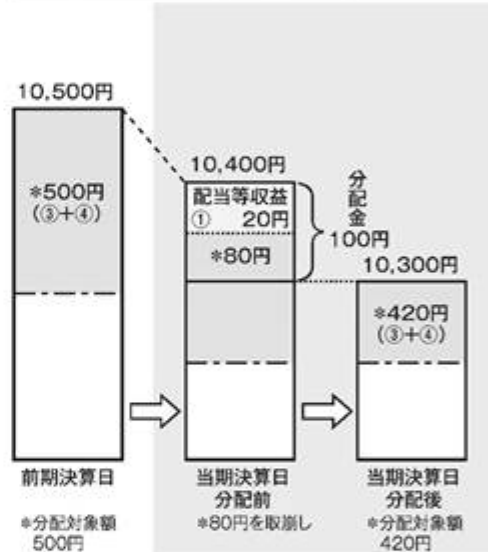 10,500円
*500円
(③+④)
10,400円
配当等収益
① 20円
*80円
分配金
100円
10,300円
*420円
(③+④)
前期決算日
*分配対象額
500円
当期決算日
分配前
*80円を取崩し
当期決算日
分配後
*分配対象額
420円